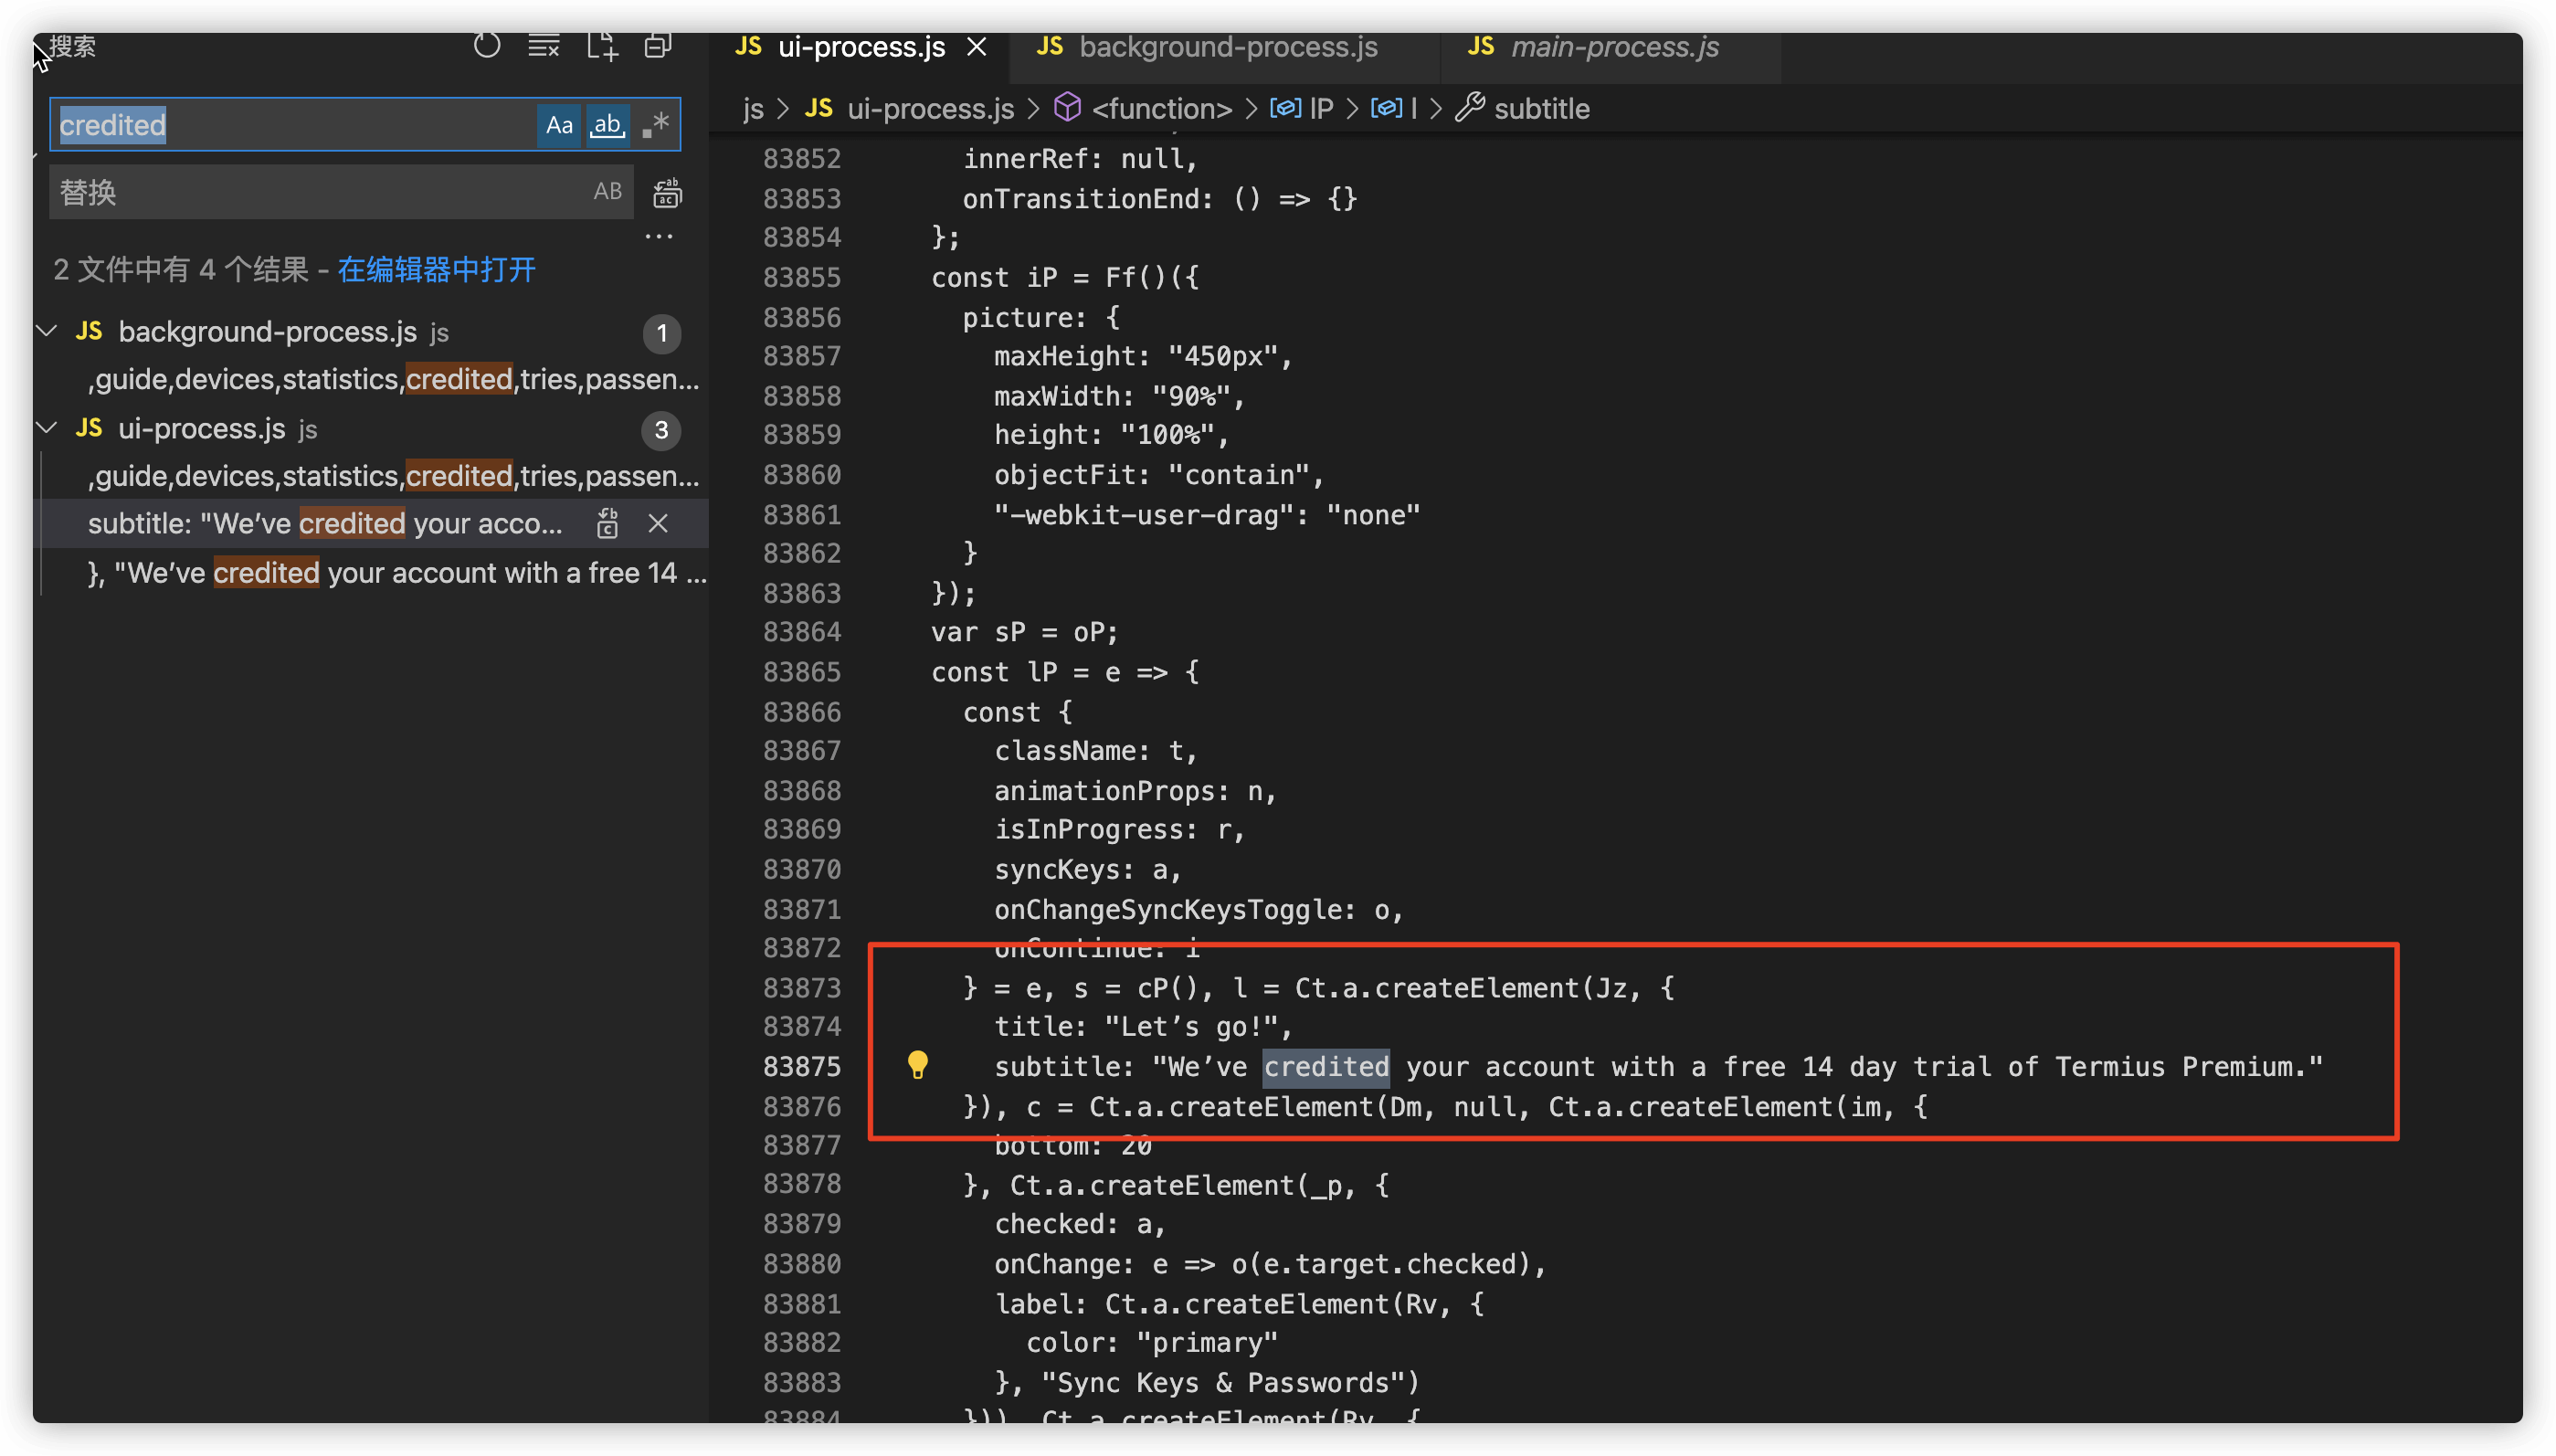 搜索
credited
Aa
ab
.*
替换
AB
...
2 文件中有 4 个结果 - 在编辑器中打开
JS background-process.js js 1
,guide,devices,statistics,credited,tries,passen...
JS ui-process.js js 3
,guide,devices,statistics,credited,tries,passen...
subtitle: "We’ve credited your acco...
}, "We’ve credited your account with a free 14 ...
JS ui-process.js
JS background-process.js
JS main-process.js
js > JS ui-process.js > <function> > lP > l > subtitle
83852 innerRef: null,
83853 onTransitionEnd: () => {}
83854 };
83855 const iP = Ff()({
83856 picture: {
83857 maxHeight: "450px",
83858 maxWidth: "90%",
83859 height: "100%",
83860 objectFit: "contain",
83861 "-webkit-user-drag": "none"
83862 }
83863 });
83864 var sP = oP;
83865 const lP = e => {
83866 const {
83867 className: t,
83868 animationProps: n,
83869 isInProgress: r,
83870 syncKeys: a,
83871 onChangeSyncKeysToggle: o,
83872 onContinue: i
83873 } = e, s = cP(), l = Ct.a.createElement(Jz, {
83874 title: "Let’s go!",
83875 subtitle: "We’ve credited your account with a free 14 day trial of Termius Premium."
83876 }), c = Ct.a.createElement(Dm, null, Ct.a.createElement(im, {
83877 bottom: 20
83878 }, Ct.a.createElement(_p, {
83879 checked: a,
83880 onChange: e => o(e.target.checked),
83881 label: Ct.a.createElement(Rv, {
83882 color: "primary"
83883 }, "Sync Keys & Passwords")
83884 })), Ct.a.createElement(Rv, {